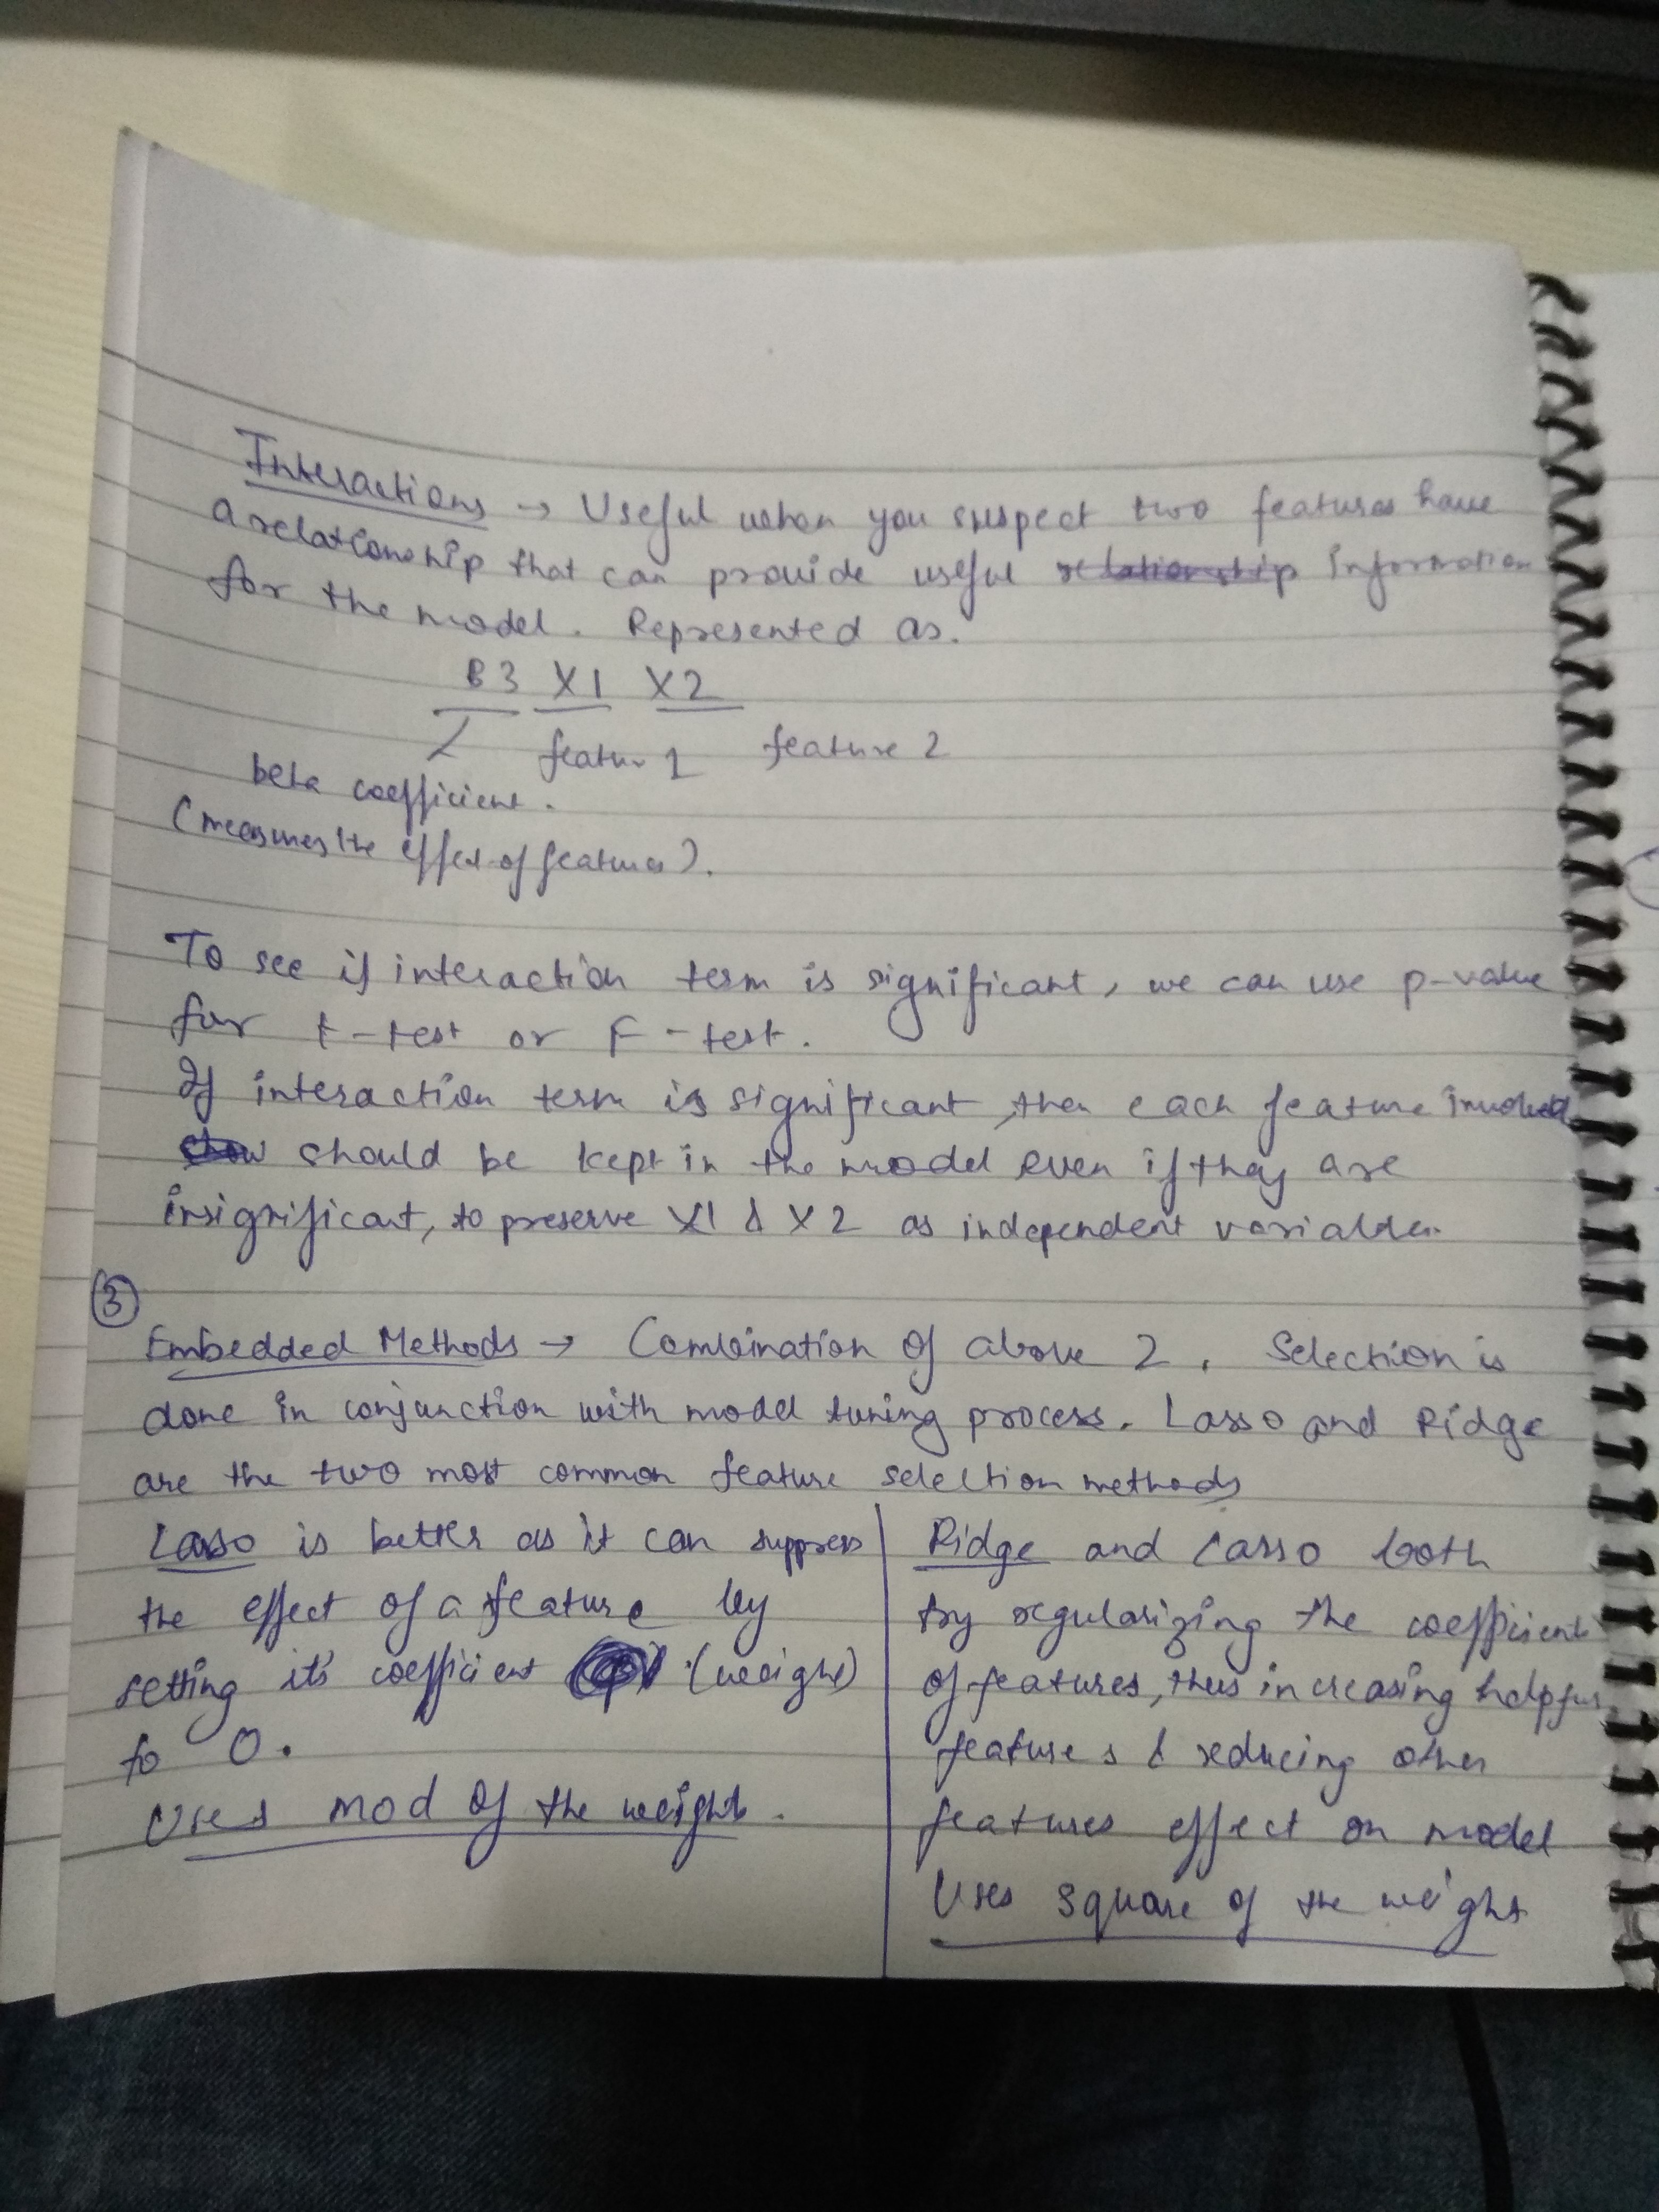 Interactions → Useful when you suspect two features have
a relationship that can provide useful relationship information
for the model. Represented as.
B3 X1 X2
feature 1 feature 2
beta coefficient.
(measures the effect of features).
To see if interaction term is significant, we can use p-value
for t-test or F-test.
If interaction term is significant, then each feature involved
show should be kept in the model even if they are
insignificant, to preserve X1 & X2 as independent variables.
3
Embedded Methods → Combination of above 2. Selection is
done in conjunction with model tuning process. Lasso and Ridge
are the two most common feature selection methods
Lasso is better as it can suppress
the effect of a feature by
setting it's coefficient (weight)
to 0.
Uses mod of the weight.
Ridge and Lasso both
try regularizing the coefficients
of features, thus increasing helpful
features & reducing other
features effect on model
Uses square of the weight